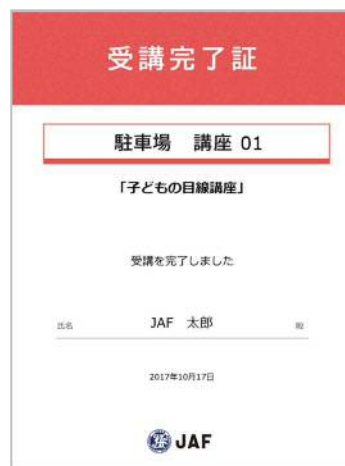 受講完了証
駐車場　講座 01
「子どもの目線講座」
受講を完了しました
氏名　JAF　太郎　殿
2017年10月17日
JAF